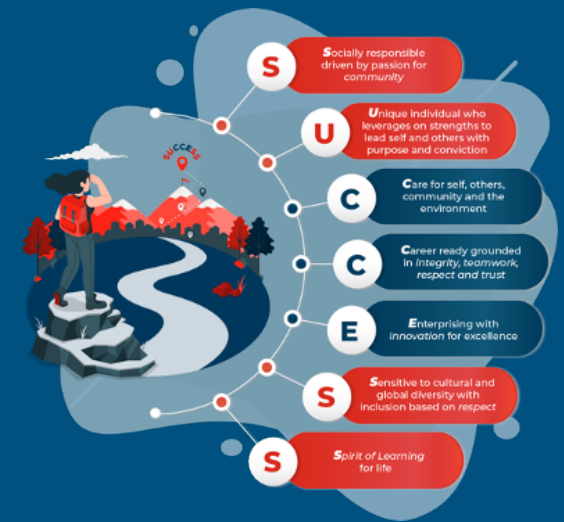 SUCCESS
S
Socially responsible
driven by passion for
community
U
Unique individual who
leverages on strengths to
lead self and others with
purpose and conviction
C
Care for self, others,
community and the
environment
C
Career ready grounded
in integrity, teamwork,
respect and trust
E
Enterprising with
innovation for excellence
S
Sensitive to cultural and
global diversity with
inclusion based on respect
S
Spirit of Learning
for life